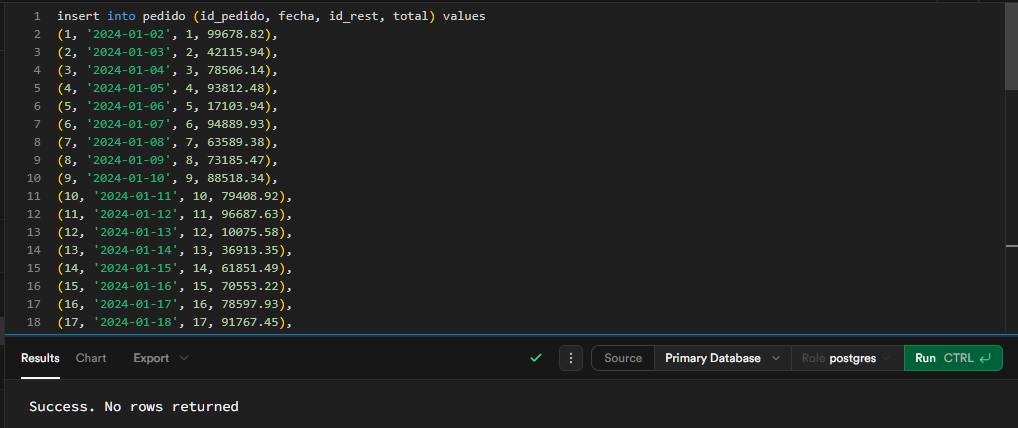 1 insert into pedido (id_pedido, fecha, id_rest, total) values
2 (1, '2024-01-02', 1, 99678.82),
3 (2, '2024-01-03', 2, 42115.94),
4 (3, '2024-01-04', 3, 78506.14),
5 (4, '2024-01-05', 4, 93812.48),
6 (5, '2024-01-06', 5, 17103.94),
7 (6, '2024-01-07', 6, 94889.93),
8 (7, '2024-01-08', 7, 63589.38),
9 (8, '2024-01-09', 8, 73185.47),
10 (9, '2024-01-10', 9, 88518.34),
11 (10, '2024-01-11', 10, 79408.92),
12 (11, '2024-01-12', 11, 96687.63),
13 (12, '2024-01-13', 12, 10075.58),
14 (13, '2024-01-14', 13, 36913.35),
15 (14, '2024-01-15', 14, 61851.49),
16 (15, '2024-01-16', 15, 70553.22),
17 (16, '2024-01-17', 16, 78597.93),
18 (17, '2024-01-18', 17, 91767.45),
Results Chart Export Source Primary Database Role postgres Run CTRL
Success. No rows returned